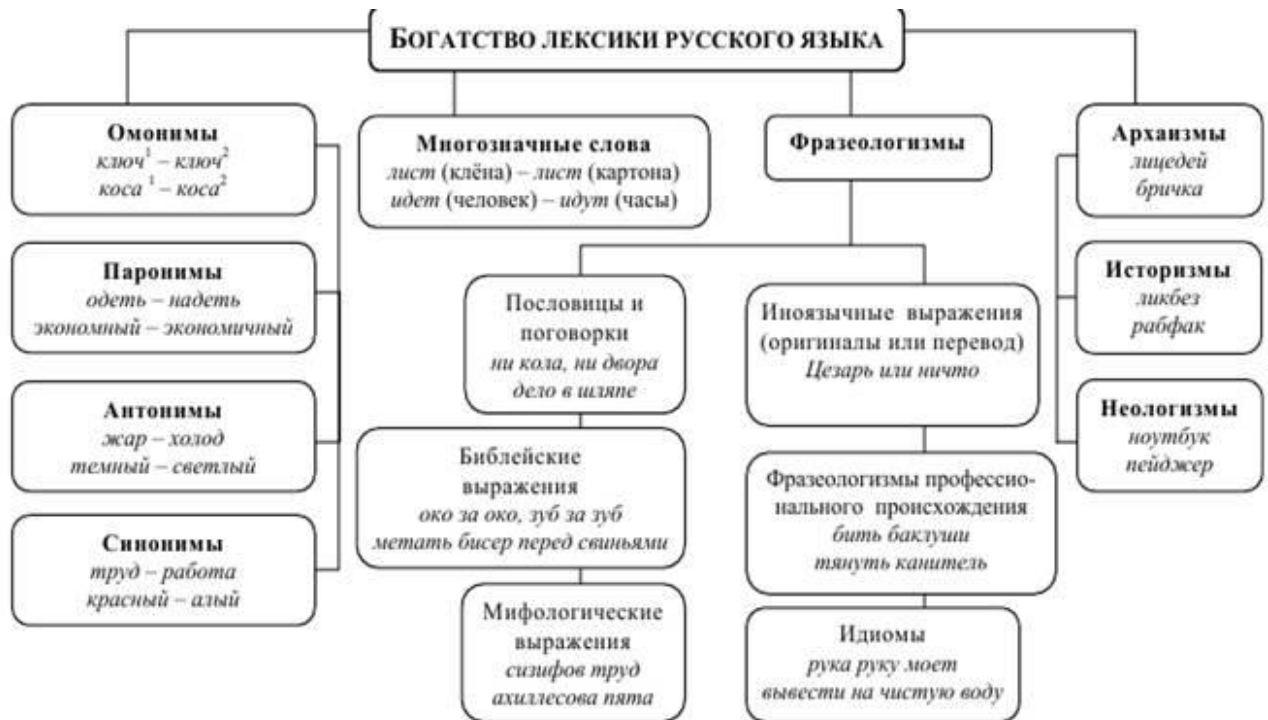 БОГАТСТВО ЛЕКСИКИ РУССКОГО ЯЗЫКА
Омонимы
ключ¹ – ключ²
коса ¹ – коса²
Паронимы
одеть – надеть
экономный – экономичный
Антонимы
жар – холод
темный – светлый
Синонимы
труд – работа
красный – алый
Многозначные слова
лист (клёна) – лист (картона)
идет (человек) – идут (часы)
Фразеологизмы
Пословицы и
поговорки
ни кола, ни двора
дело в шляпе
Библейские
выражения
око за око, зуб за зуб
метать бисер перед свиньями
Мифологические
выражения
сизифов труд
ахиллесова пята
Иноязычные выражения
(оригиналы или перевод)
Цезарь или ничто
Фразеологизмы профессио-
нального происхождения
бить баклуши
тянуть канитель
Идиомы
рука руку моет
вывести на чистую воду
Архаизмы
лицедей
бричка
Историзмы
ликбез
рабфак
Неологизмы
ноутбук
пейджер